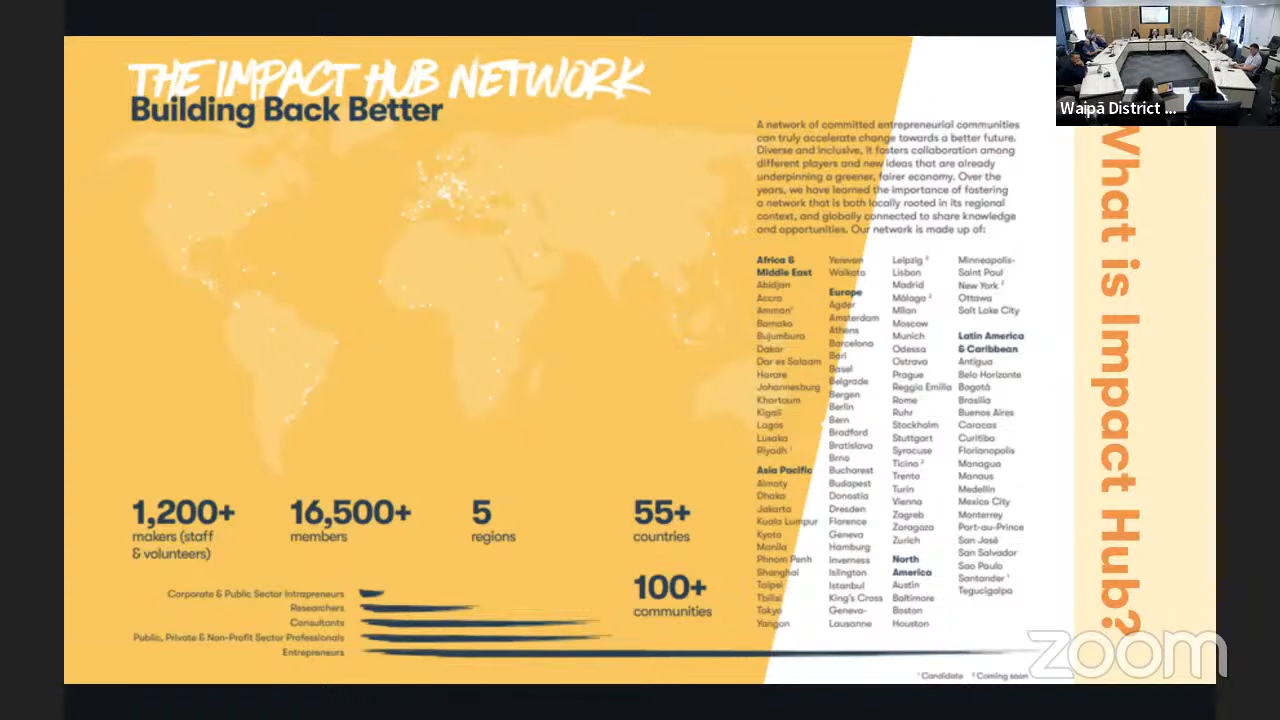 THE IMPACT HUB NETWORK
Building Back Better
A network of committed entrepreneurial communities
can truly accelerate change towards a better future.
Diverse and inclusive, it fosters collaboration among
different players and new ideas that are already
underpinning a greener, fairer economy. Over the
years, we have learned the importance of fostering
a network that is both locally rooted in its regional
context, and globally connected to share knowledge
and opportunities. Our network is made up of:
Africa &
Middle East
Abidjan
Accra
Amman ¹
Bamako
Bujumbura
Dakar
Dar es Salaam
Harare
Johannesburg
Khartoum
Kigali
Lagos
Lusaka
Riyadh ¹
Asia Pacific
Almaty
Dhaka
Jakarta
Kuala Lumpur
Kyoto
Manila
Phnom Penh
Shanghai
Taipei
Tbilisi
Tokyo
Yangon
Yerevan
Waikato
Europe
Agder
Amsterdam
Athens
Barcelona
Bari
Basel
Belgrade
Bergen
Berlin
Bern
Bradford
Bratislava
Brno
Bucharest
Budapest
Donostia
Dresden
Florence
Geneva
Hamburg
Inverness
Islington
Istanbul
King's Cross
Geneva-
Lausanne
Leipzig ²
Lisbon
Madrid
Málaga ²
Milan
Moscow
Munich
Odessa
Ostrava
Prague
Reggio Emilia
Rome
Ruhr
Stockholm
Stuttgart
Syracuse
Ticino ²
Trento
Turin
Vienna
Zagreb
Zaragoza
Zurich
North
America
Austin
Baltimore
Boston
Houston
Minneapolis-
Saint Paul
New York ²
Ottawa
Salt Lake City
Latin America
& Caribbean
Antigua
Belo Horizonte
Bogotá
Brasília
Buenos Aires
Caracas
Curitiba
Florianopolis
Managua
Manaus
Medellin
Mexico City
Monterrey
Port-au-Prince
San José
San Salvador
Sao Paulo
Santander ¹
Tegucigalpa
1,200+
makers (staff
& volunteers)
16,500+
members
5
regions
55+
countries
100+
communities
Corporate & Public Sector Intrapreneurs
Researchers
Consultants
Public, Private & Non-Profit Sector Professionals
Entrepreneurs
¹ Candidate ² Coming soon
What is Impact Hub?
Waipā District ...
zoom